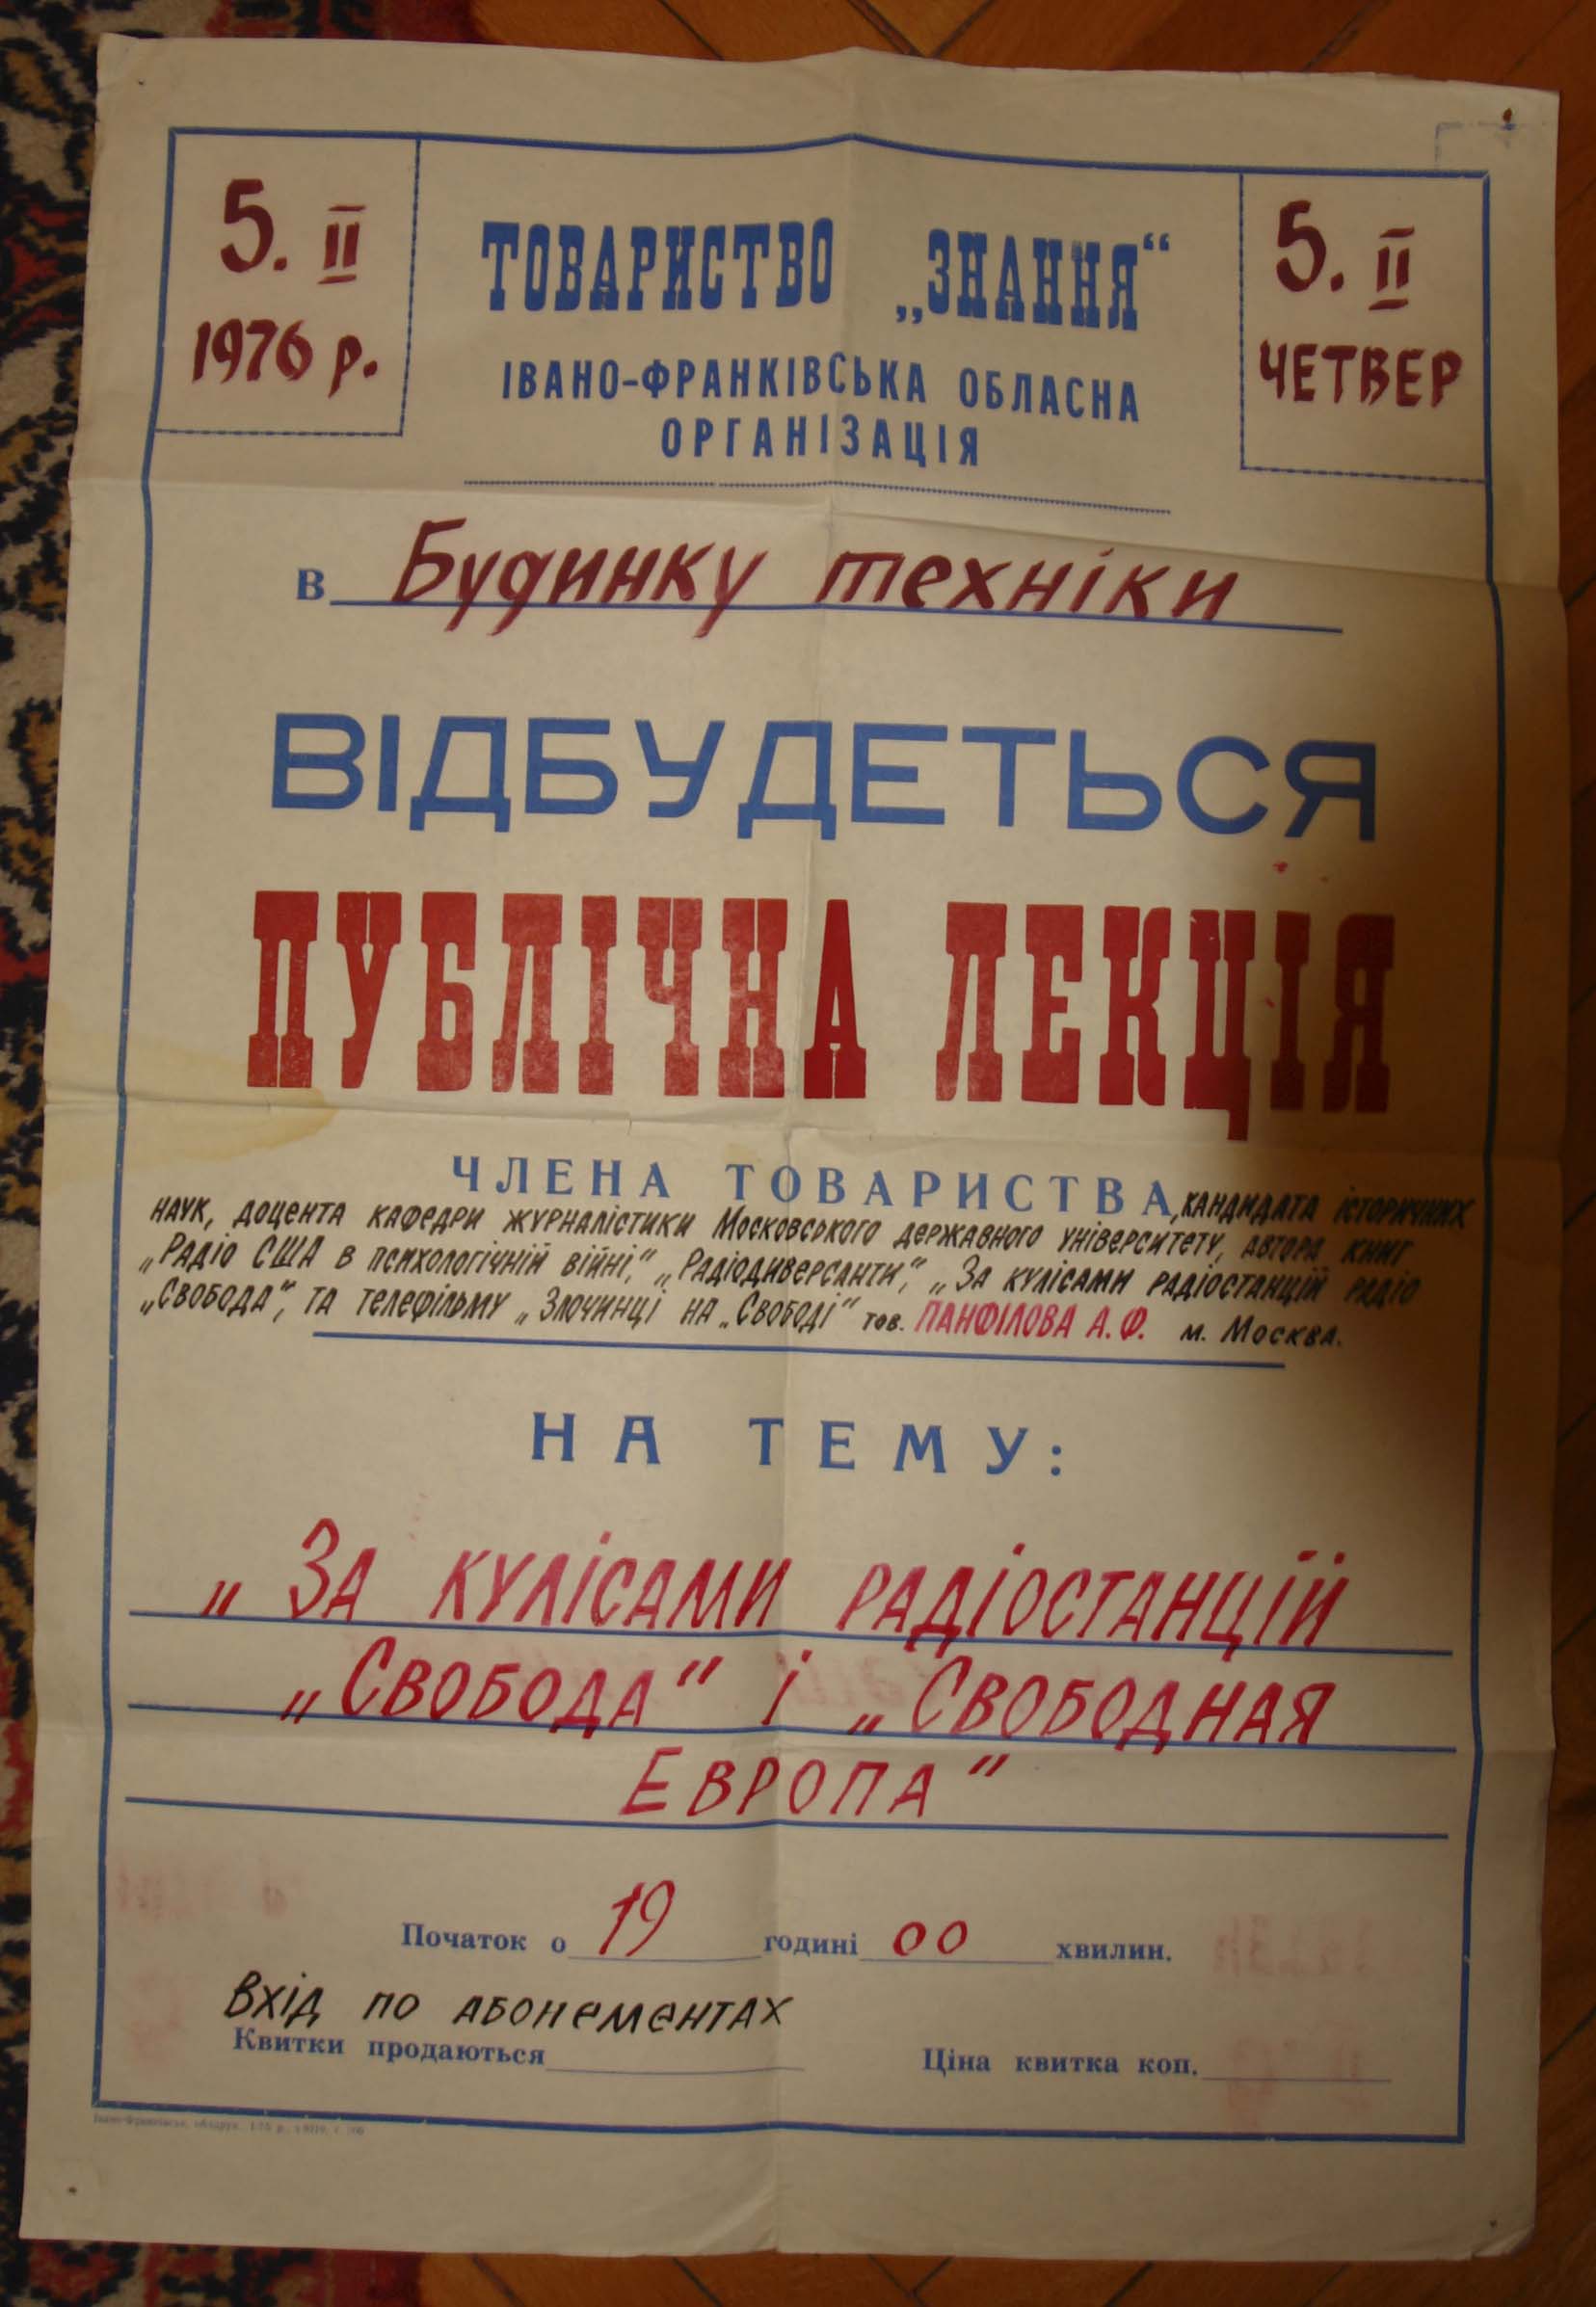 5. II
1976 р.
ТОВАРИСТВО „ЗНАННЯ“
ІВАНО-ФРАНКІВСЬКА ОБЛАСНА
ОРГАНІЗАЦІЯ
5. II
ЧЕТВЕР
В Будинку техніки
ВІДБУДЕТЬСЯ
ПУБЛІЧНА ЛЕКЦІЯ
ЧЛЕНА ТОВАРИСТВА, КАНДИДАТА ІСТОРИЧНИХ
НАУК, ДОЦЕНТА КАФЕДРИ ЖУРНАЛІСТИКИ МОСКОВСЬКОГО ДЕРЖАВНОГО УНІВЕРСИТЕТУ, АВТОРА КНИГ
„РАДІО США В ПСИХОЛОГІЧНІЙ ВІЙНІ,“ „РАДІОДИВЕРСАНТИ,“ „ЗА КУЛІСАМИ РАДІОСТАНЦІЙ РАДІО
„СВОБОДА“, ТА ТЕЛЕФІЛЬМУ „ЗЛОЧИНЦІ НА „СВОБОДІ“ тов. ПАНФІЛОВА А. Ф. м. МОСКВА.
НА ТЕМУ:
„ЗА КУЛІСАМИ РАДІОСТАНЦІЙ
„СВОБОДА“ і „СВОБОДНАЯ
ЕВРОПА“
Початок о 19 годині 00 хвилин.
Вхід по абонементах
Квитки продаються
Ціна квитка коп.